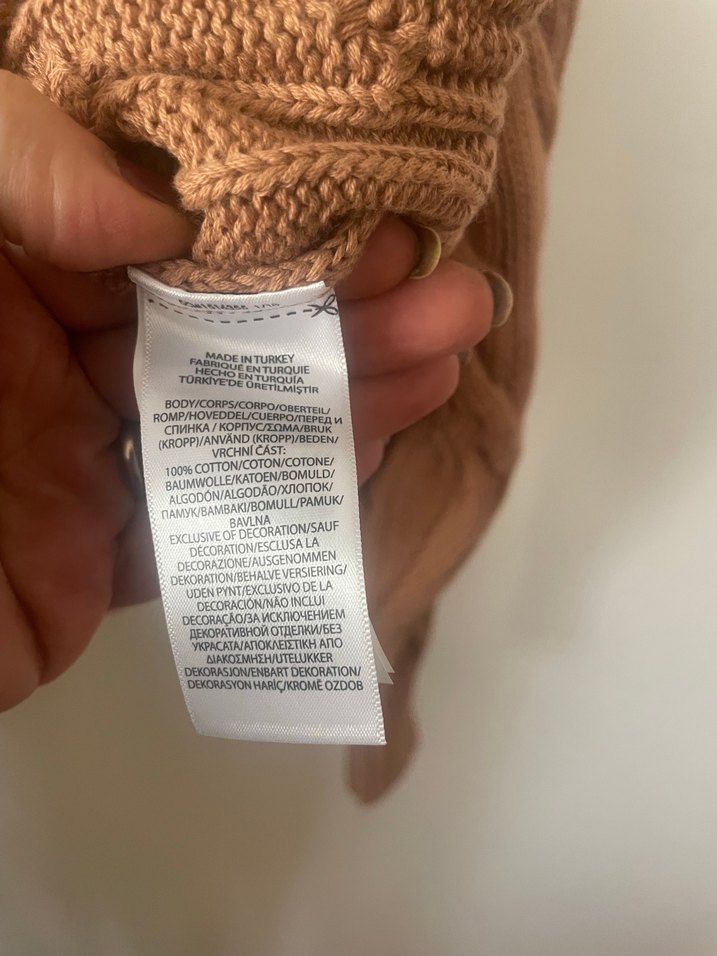 MADE IN TURKEY
FABRIQUÉ EN TURQUIE
HECHO EN TURQUÍA
TÜRKİYE'DE ÜRETİLMİŞTİR
BODY/CORPS/CORPO/OBERTEIL/
ROMP/HOVEDDEL/CUERPO/ПЕРЕД И
СПИНКА / КОРПУС/ΣΩΜΑ/BRUK
(KROPP)/ANVÄND (KROPP)/BEDEN/
VRCHNÍ ČÁST:
100% COTTON/COTON/COTONE/
BAUMWOLLE/KATOEN/BOMULD/
ALGODÓN/ALGODÃO/ХЛОПОК/
ПАМУК/ΒΑΜΒΑΚΙ/BOMULL/PAMUK/
BAVLNA
EXCLUSIVE OF DECORATION/SAUF
DÉCORATION/ESCLUSA LA
DECORAZIONE/AUSGENOMMEN
DEKORATION/BEHALVE VERSIERING/
UDEN PYNT/EXCLUSIVO DE LA
DECORACIÓN/NÃO INCLUI
DECORAÇÃO/ЗА ИСКЛЮЧЕНИЕМ
ДЕКОРАТИВНОЙ ОТДЕЛКИ/БЕЗ
УКРАСАТА/ΑΠΟΚΛΕΙΣΤΙΚΗ ΑΠΟ
ΔΙΑΚΟΣΜΗΣΗ/UTELUKKER
DEKORASJON/ENBART DEKORATION/
DEKORASYON HARİÇ/KROMĚ OZDOB